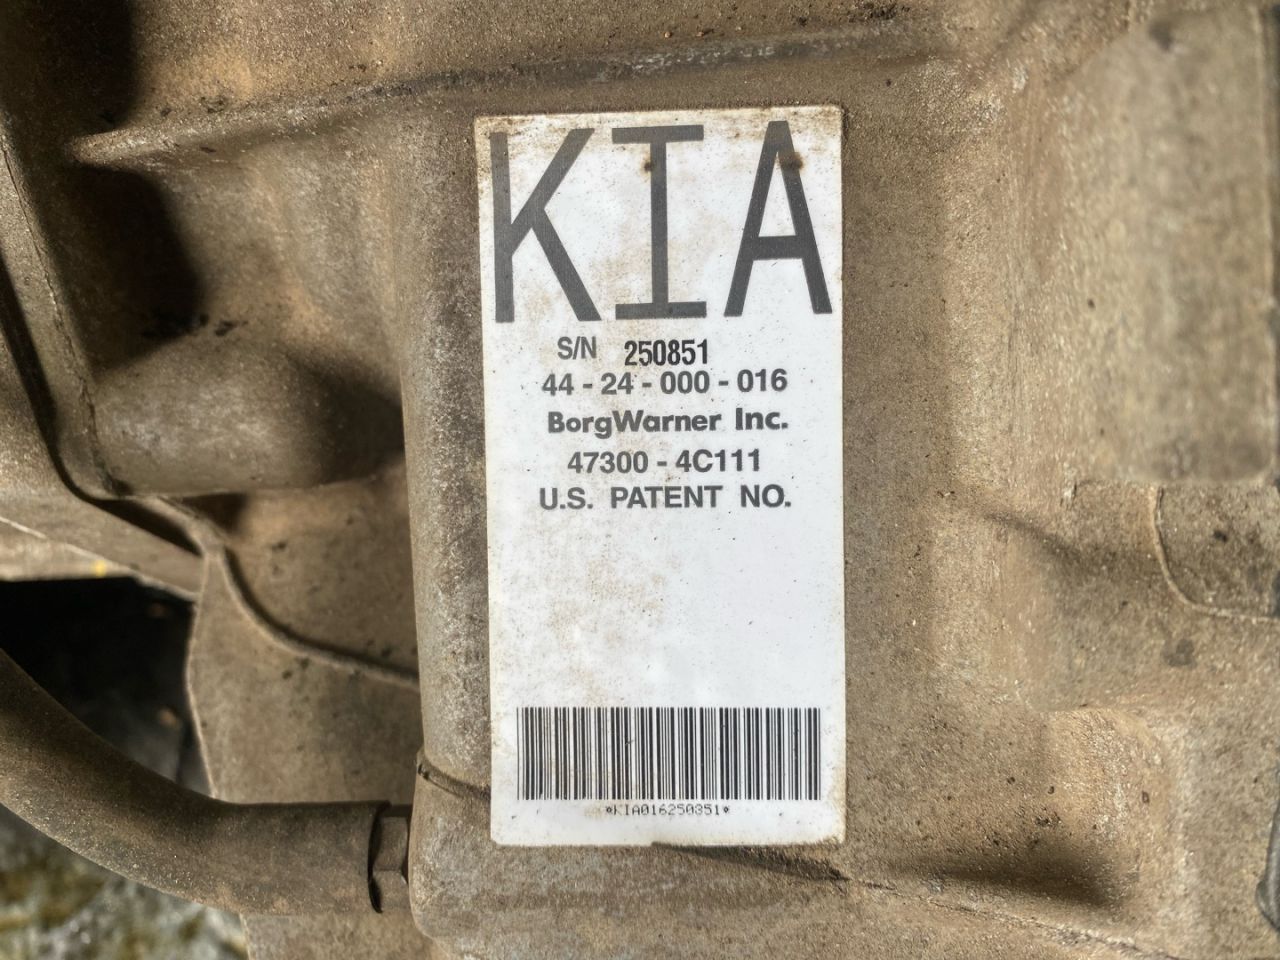 KIA
S/N 250851
44 - 24 - 000 - 016
BorgWarner Inc.
47300 - 4C111
U.S. PATENT NO.
*KIA016250851*